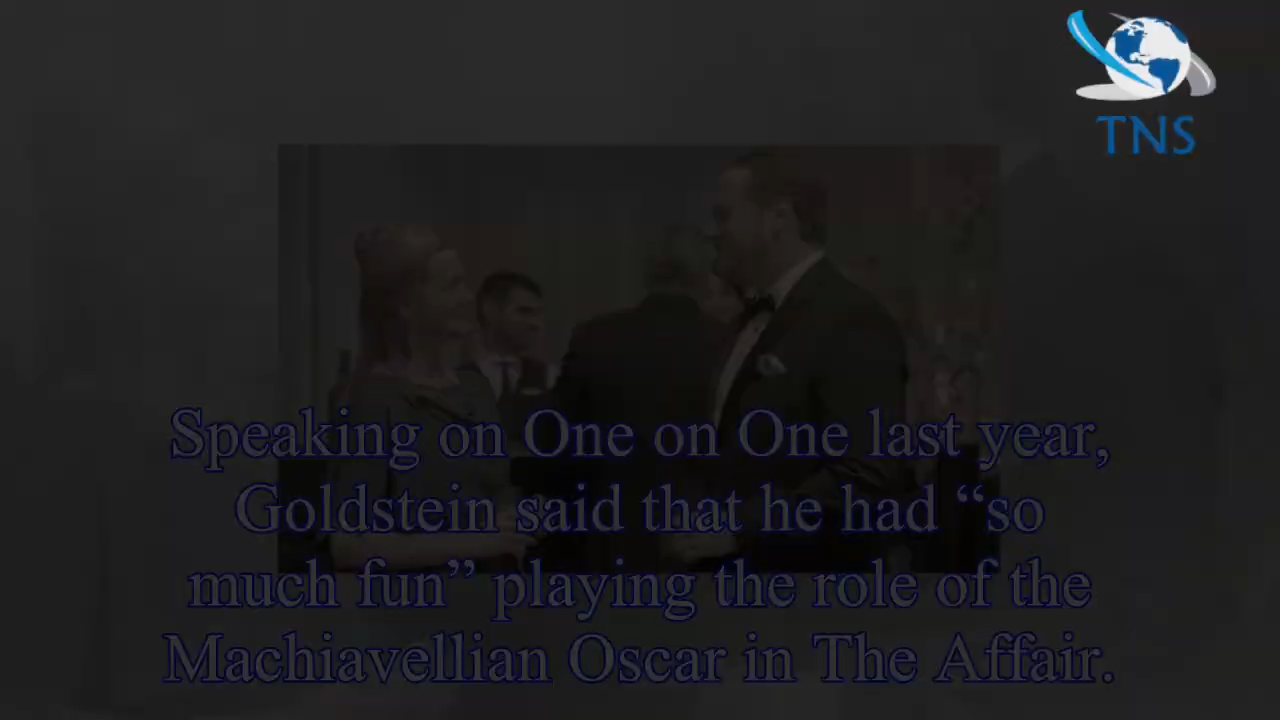 TNS
Speaking on One on One last year,
Goldstein said that he had “so
much fun” playing the role of the
Machiavellian Oscar in The Affair.